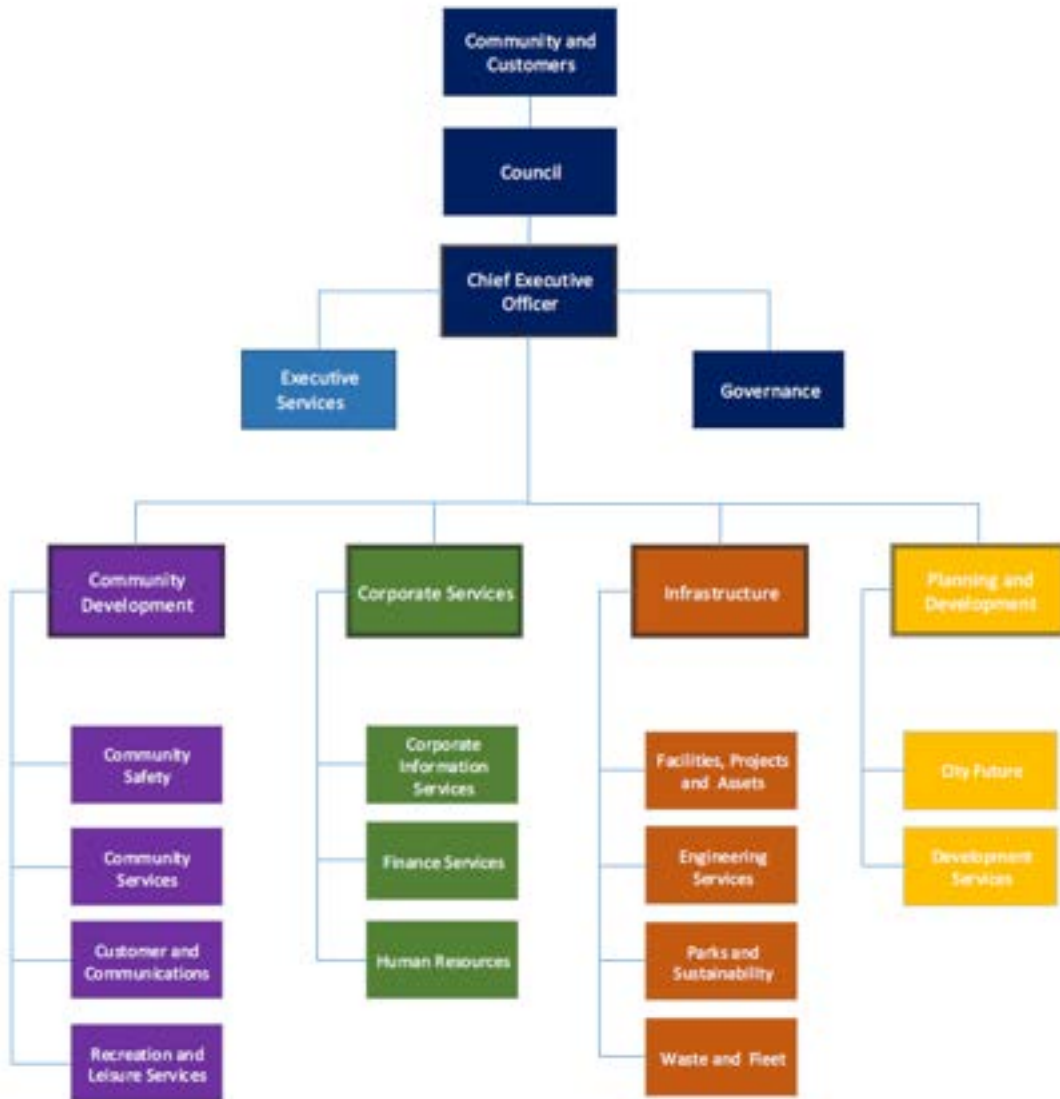 Community and
Customers
Council
Chief Executive
Officer
Executive
Services
Governance
Community
Development
Corporate Services
Infrastructure
Planning and
Development
Community
Safety
Corporate
Information
Services
Facilities, Projects
and Assets
City Future
Community
Services
Finance Services
Engineering
Services
Development
Services
Customer and
Communications
Human Resources
Parks and
Sustainability
Recreation and
Leisure Services
Waste and Fleet